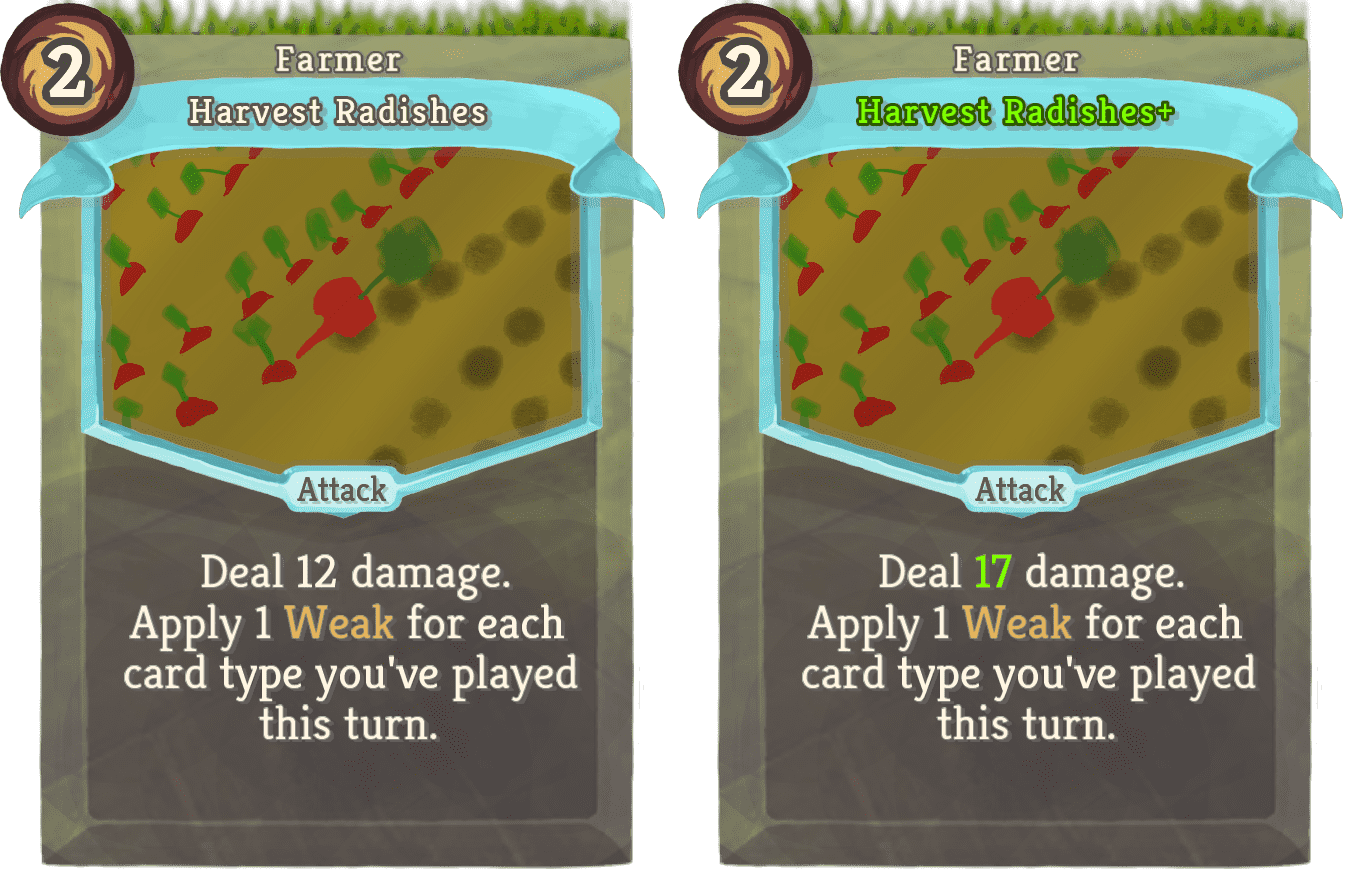 2
Farmer
Harvest Radishes
Attack
Deal 12 damage.
Apply 1 Weak for each
card type you've played
this turn.
2
Farmer
Harvest Radishes+
Attack
Deal 17 damage.
Apply 1 Weak for each
card type you've played
this turn.